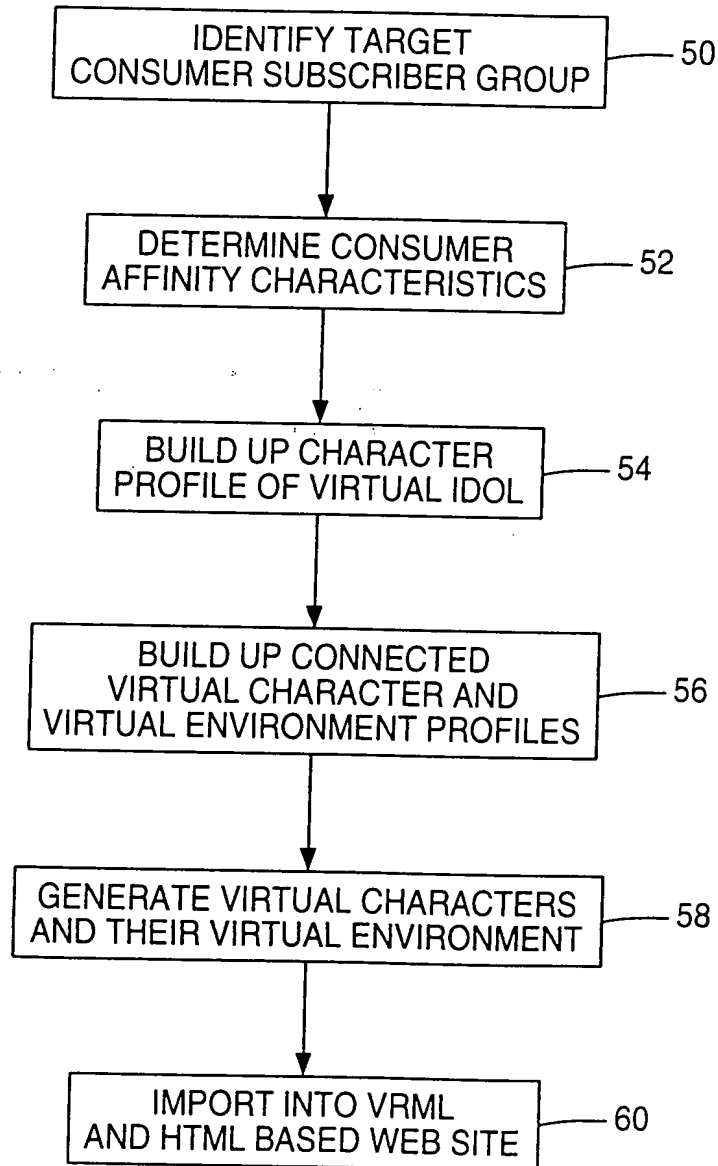 IDENTIFY TARGET
CONSUMER SUBSCRIBER GROUP
50
DETERMINE CONSUMER
AFFINITY CHARACTERISTICS
52
BUILD UP CHARACTER
PROFILE OF VIRTUAL IDOL
54
BUILD UP CONNECTED
VIRTUAL CHARACTER AND
VIRTUAL ENVIRONMENT PROFILES
56
GENERATE VIRTUAL CHARACTERS
AND THEIR VIRTUAL ENVIRONMENT
58
IMPORT INTO VRML
AND HTML BASED WEB SITE
60